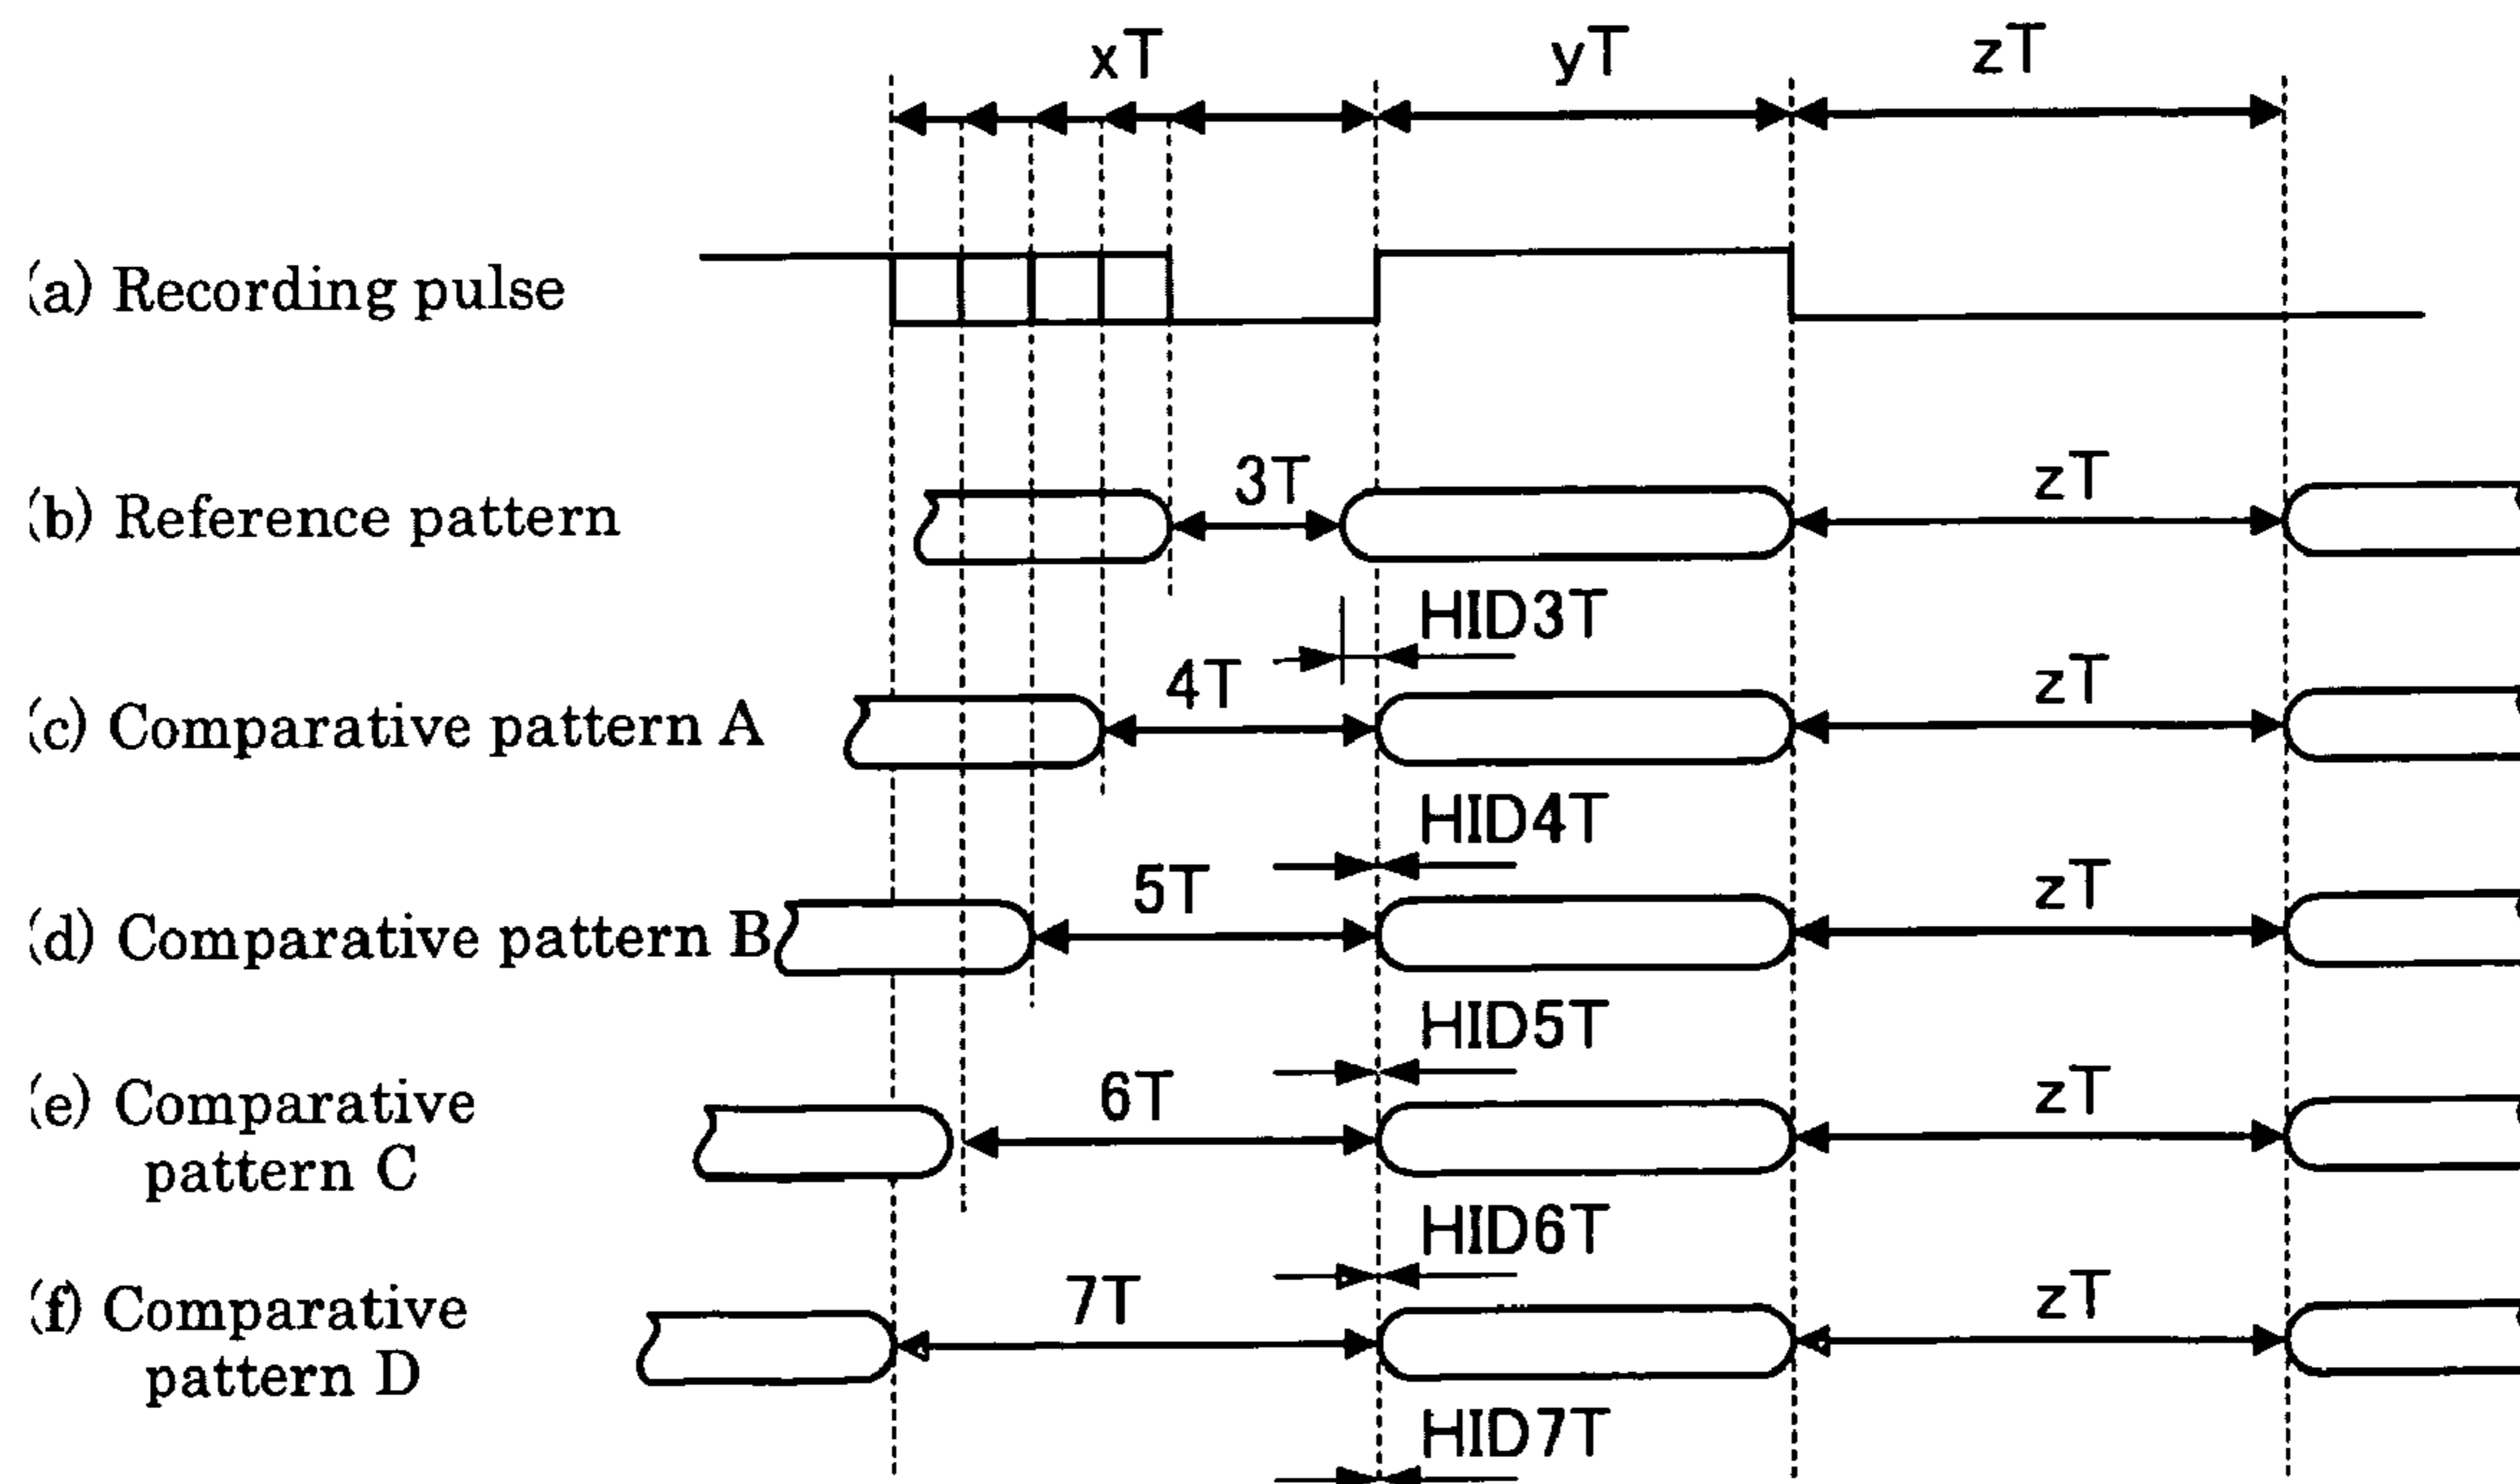 xT yT zT
(a) Recording pulse
(b) Reference pattern
3T zT
HID3T
(c) Comparative pattern A
4T zT
HID4T
(d) Comparative pattern B
5T zT
HID5T
(e) Comparative
pattern C
6T zT
HID6T
(f) Comparative
pattern D
7T zT
HID7T